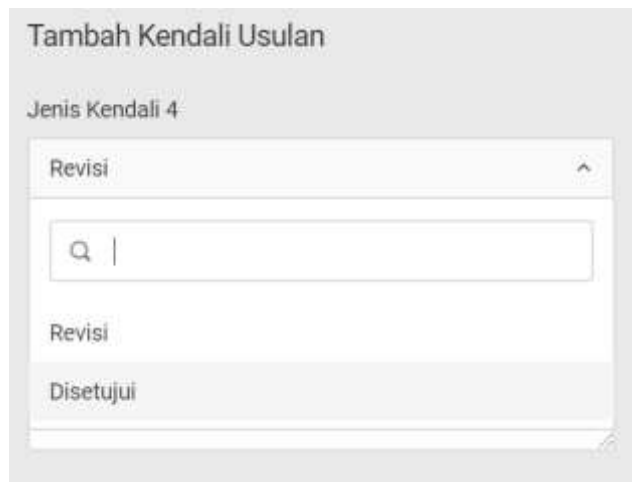 Tambah Kendali Usulan
Jenis Kendali 4
Revisi
Revisi
Disetujui